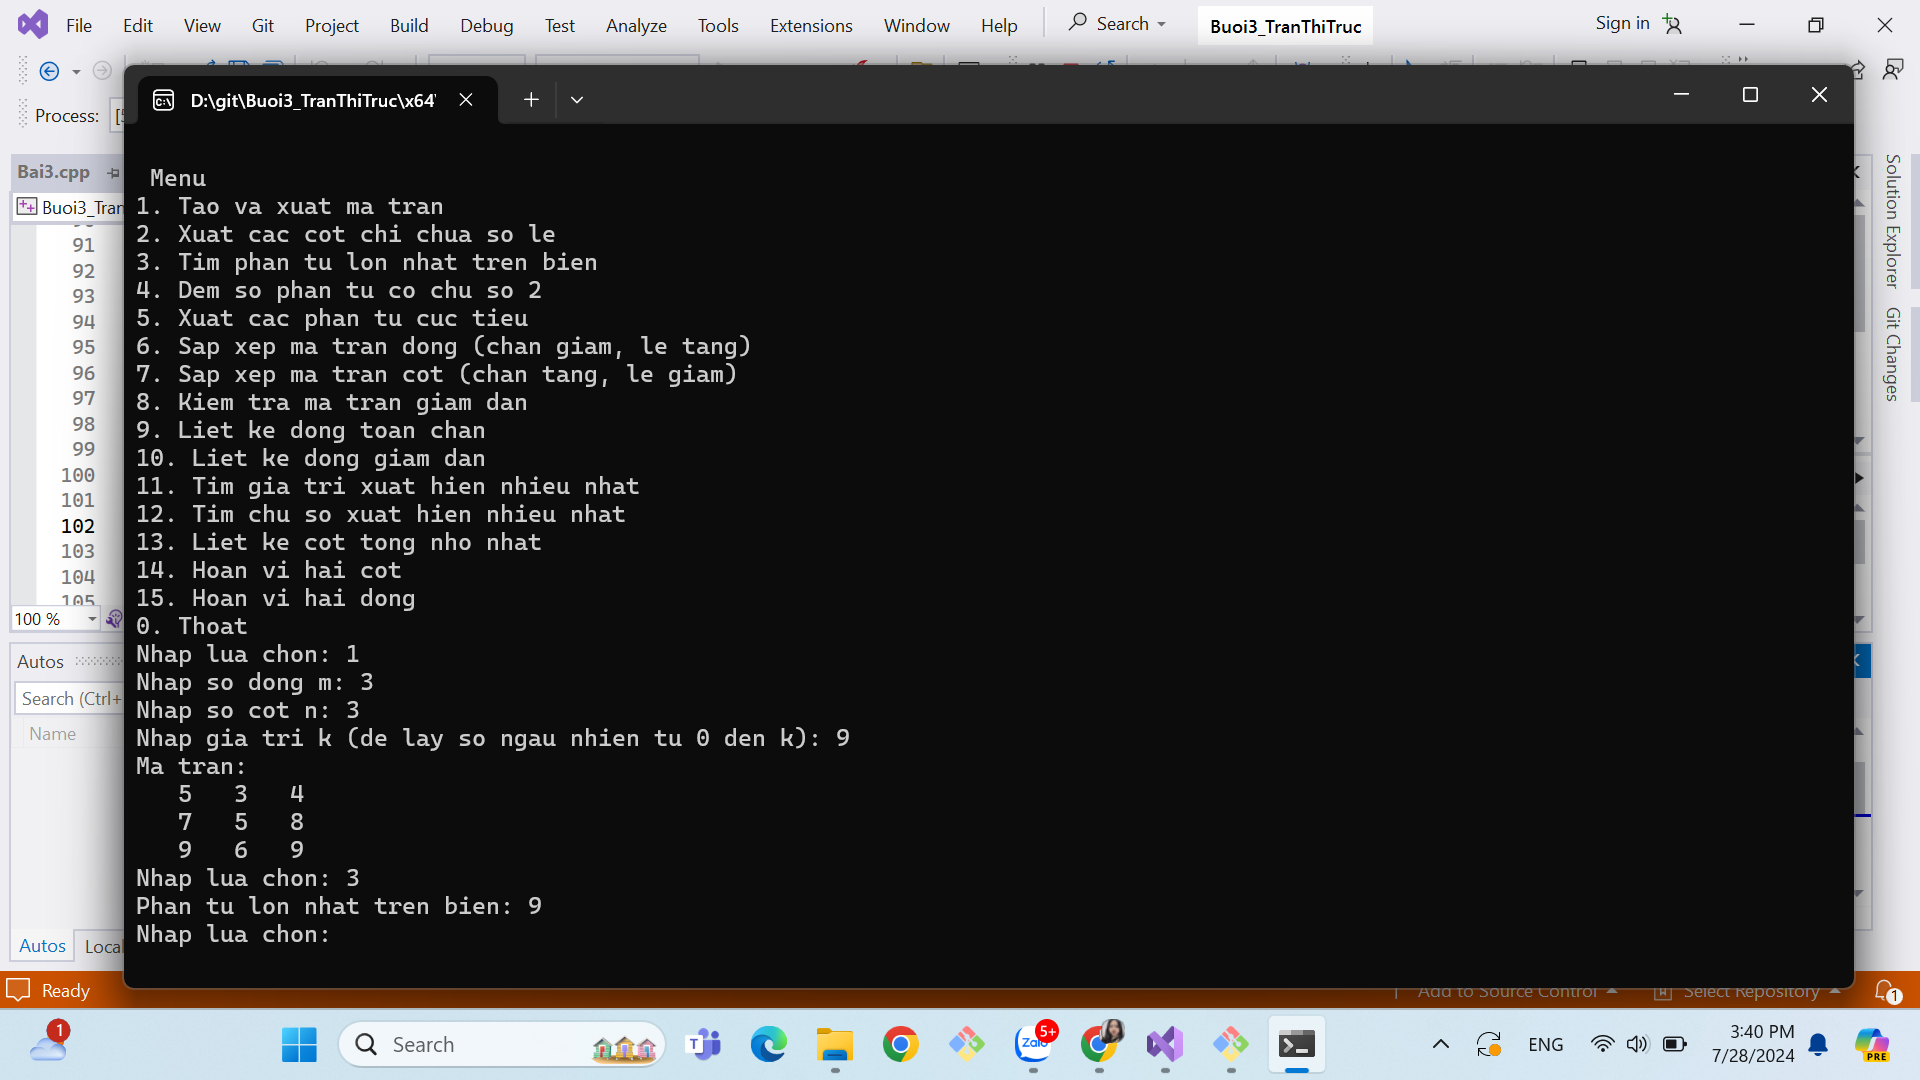 File Edit View Git Project Build Debug Test Analyze Tools Extensions Window Help Search Buoi3_TranThiTruc Sign in
Process:
D:\git\Buoi3_TranThiTruc\x64
Bai3.cpp
Buoi3_Tran
91
92
93
94
95
96
97
98
99
100
101
102
103
104
105
100 %
Autos
Search (Ctrl+
Name
Autos Local
Menu
1. Tao va xuat ma tran
2. Xuat cac cot chi chua so le
3. Tim phan tu lon nhat tren bien
4. Dem so phan tu co chu so 2
5. Xuat cac phan tu cuc tieu
6. Sap xep ma tran dong (chan giam, le tang)
7. Sap xep ma tran cot (chan tang, le giam)
8. Kiem tra ma tran giam dan
9. Liet ke dong toan chan
10. Liet ke dong giam dan
11. Tim gia tri xuat hien nhieu nhat
12. Tim chu so xuat hien nhieu nhat
13. Liet ke cot tong nho nhat
14. Hoan vi hai cot
15. Hoan vi hai dong
0. Thoat
Nhap lua chon: 1
Nhap so dong m: 3
Nhap so cot n: 3
Nhap gia tri k (de lay so ngau nhien tu 0 den k): 9
Ma tran:
5 3 4
7 5 8
9 6 9
Nhap lua chon: 3
Phan tu lon nhat tren bien: 9
Nhap lua chon:
Solution Explorer
Git Changes
Ready Add to Source Control Select Repository 1
1 Search 5+ Zalo ENG 3:40 PM
7/28/2024
PRE